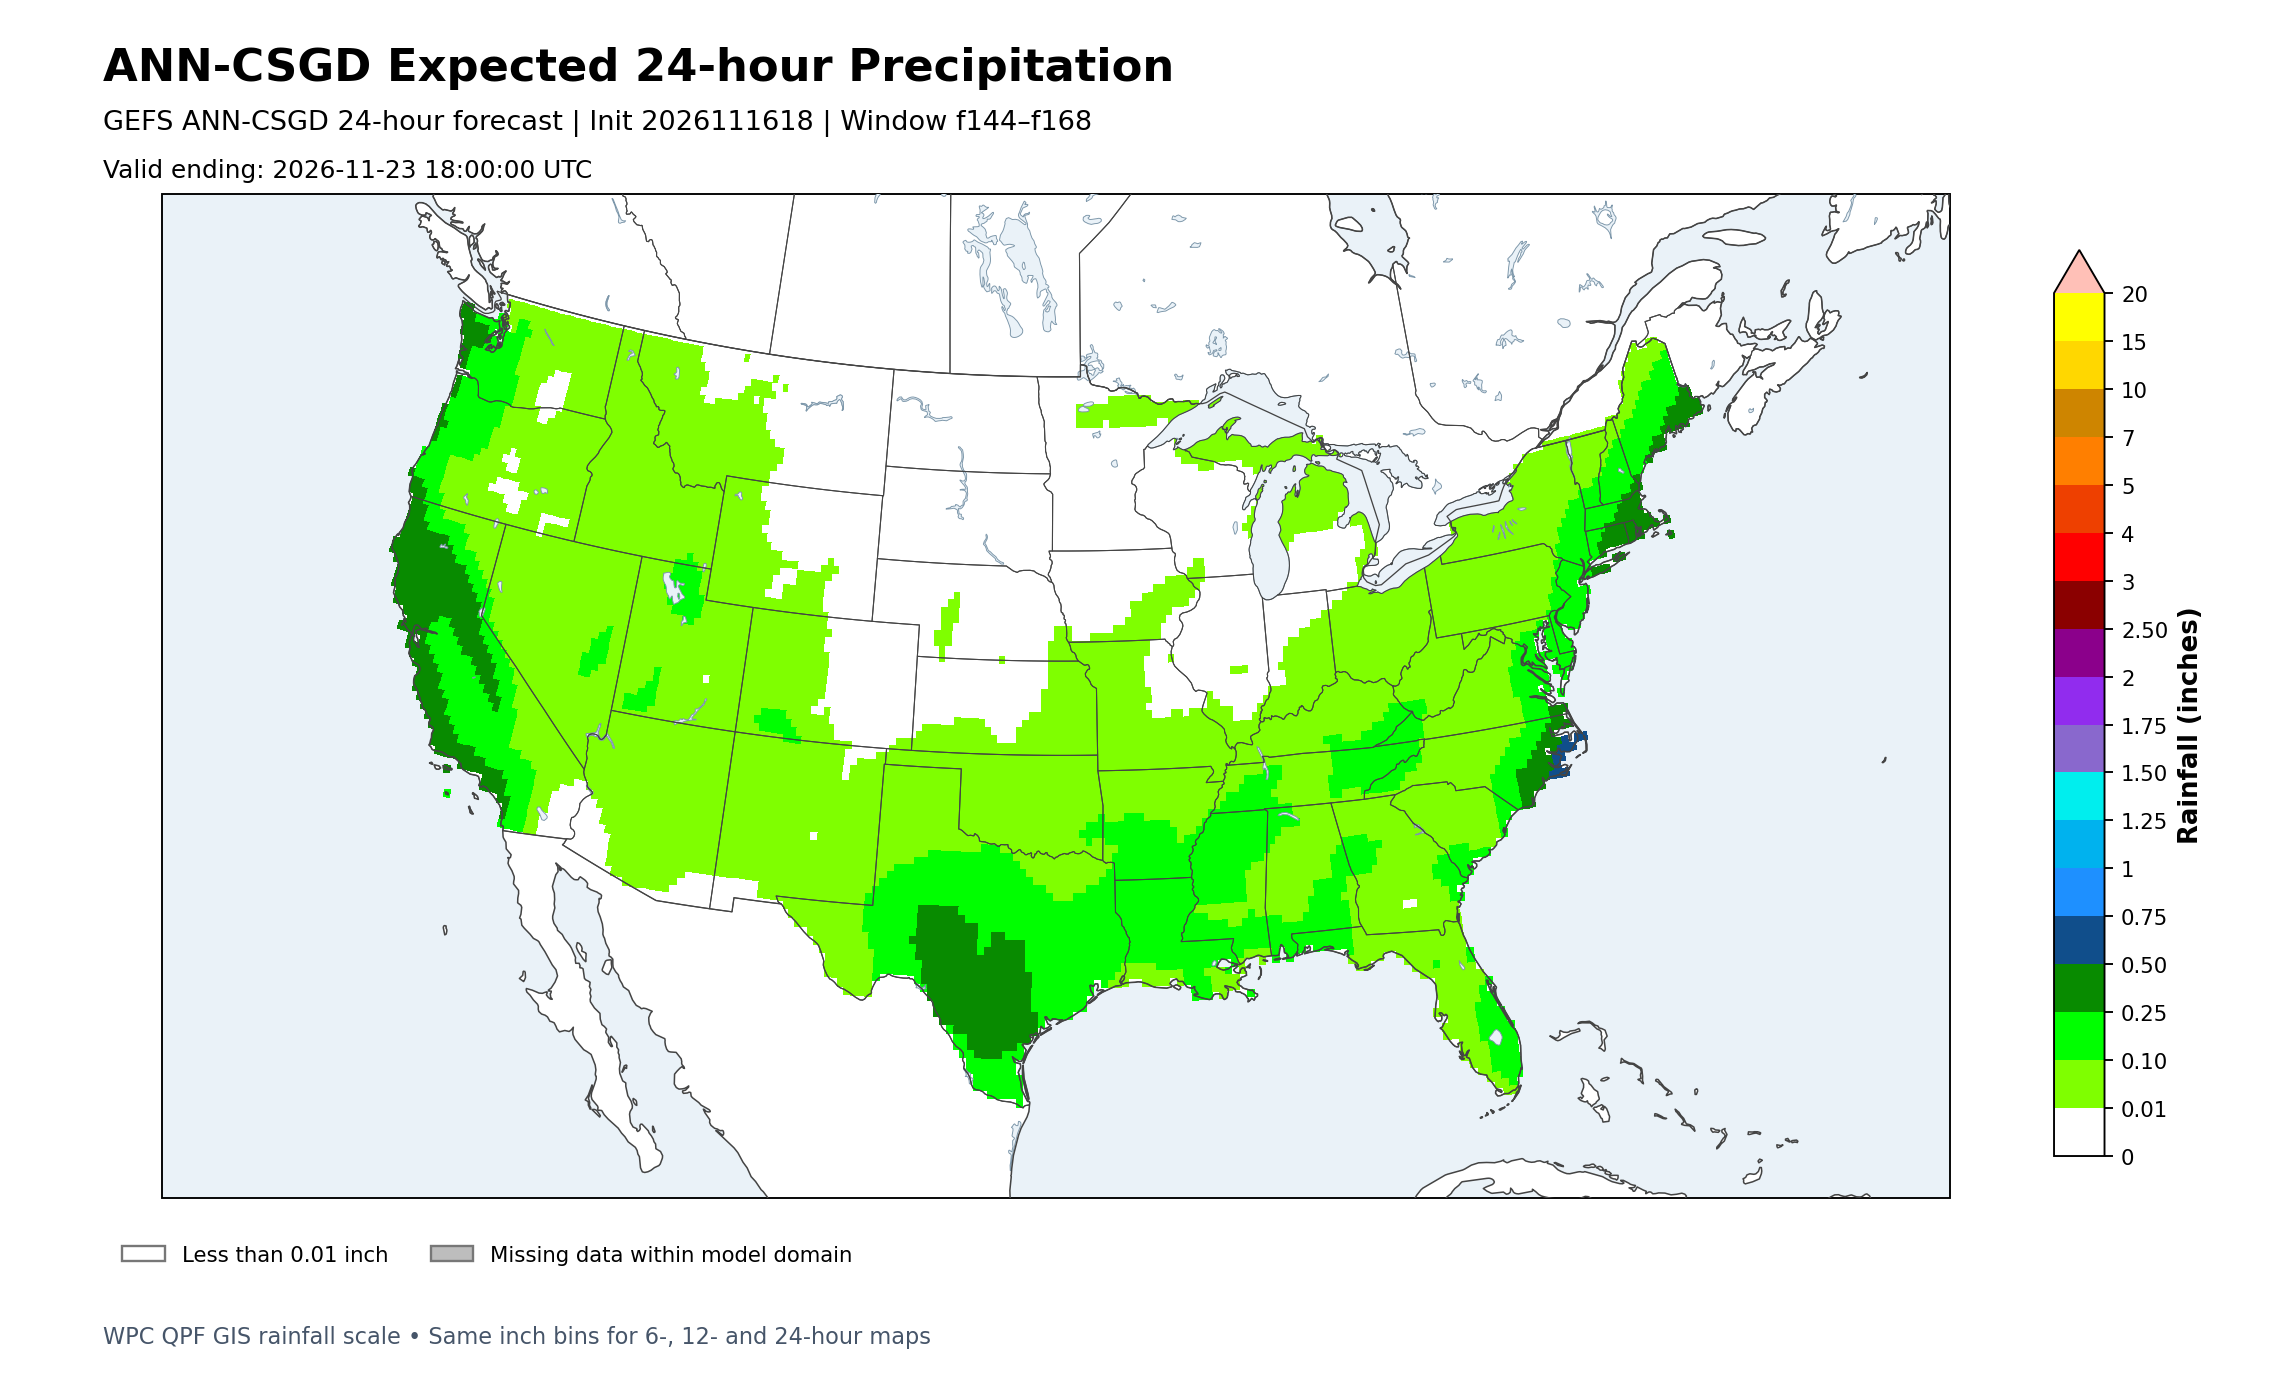 ANN-CSGD Expected 24-hour Precipitation
GEFS ANN-CSGD 24-hour forecast | Init 2026111618 | Window f144–f168
Valid ending: 2026-11-23 18:00:00 UTC
20
15
10
7
5
4
3
2.50
2
1.75
1.50
1.25
1
0.75
0.50
0.25
0.10
0.01
0
Rainfall (inches)
Less than 0.01 inch
Missing data within model domain
WPC QPF GIS rainfall scale • Same inch bins for 6-, 12- and 24-hour maps